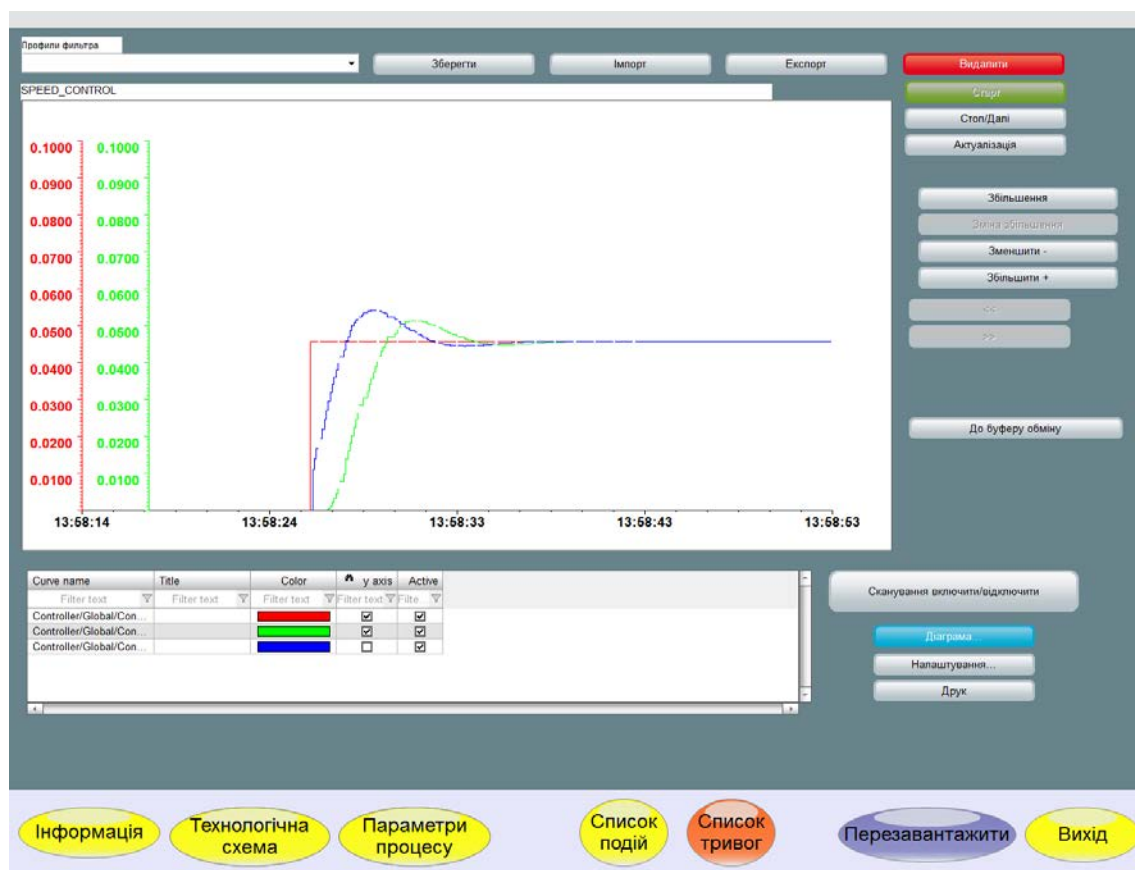 Профили фильтра
Зберегти
Імпорт
Експорт
Видалити
SPEED_CONTROL
Старт
Стоп/Далі
Актуалізація
0.1000 0.1000
0.0900 0.0900
0.0800 0.0800
0.0700 0.0700
0.0600 0.0600
0.0500 0.0500
0.0400 0.0400
0.0300 0.0300
0.0200 0.0200
0.0100 0.0100
13:58:14 13:58:24 13:58:33 13:58:43 13:58:53
Збільшення
Зміна збільшення
Зменшити -
Збільшити +
<<
>>
До буферу обміну
Curve name Title Color y axis Active
Filter text Filter text Filter text Filter text Filte...
Controller/Global/Con...
Controller/Global/Con...
Controller/Global/Con...
Сканування включити/відключити
Діаграма...
Налаштування...
Друк
Інформація
Технологічна
схема
Параметри
процесу
Список
подій
Список
тривог
Перезавантажити
Вихід